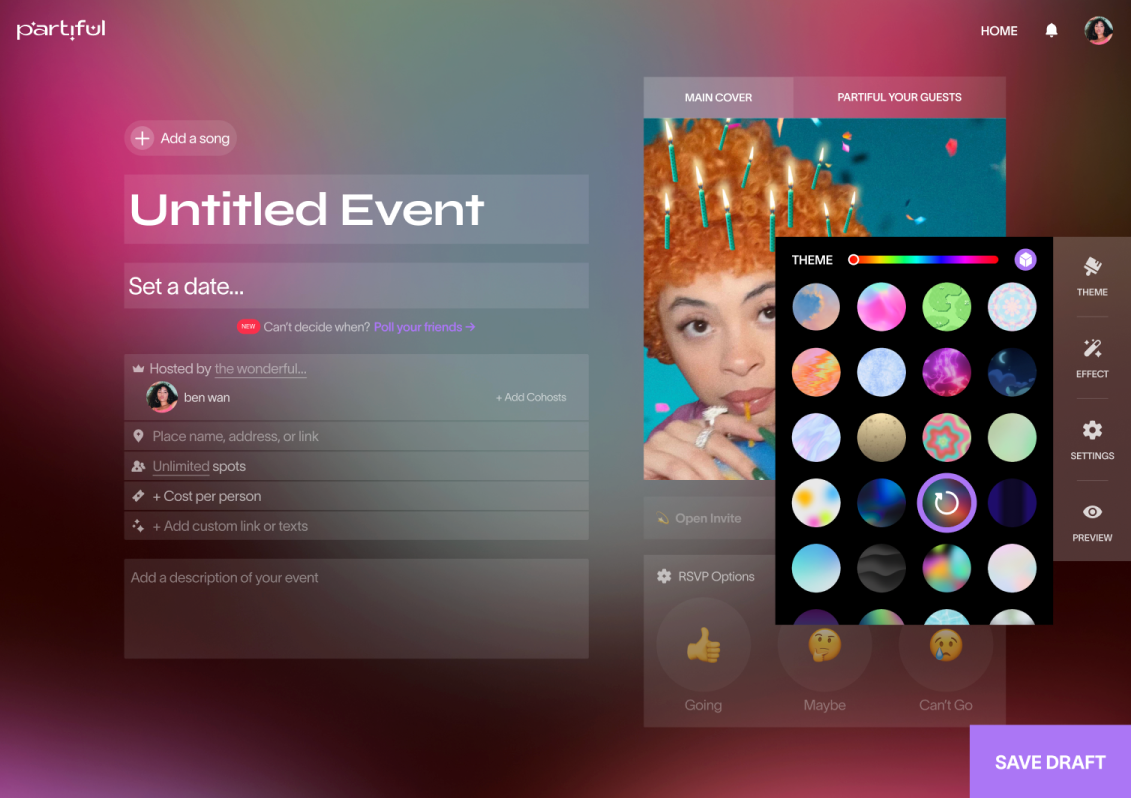 partiful
HOME
Add a song
Untitled Event
Set a date...
NEW Can't decide when? Poll your friends →
Hosted by the wonderful...
ben wan
+ Add Cohosts
Place name, address, or link
Unlimited spots
+ Cost per person
+ Add custom link or texts
Add a description of your event
MAIN COVER
PARTIFUL YOUR GUESTS
THEME
THEME
EFFECT
SETTINGS
PREVIEW
Open Invite
RSVP Options
Going
Maybe
Can't Go
SAVE DRAFT